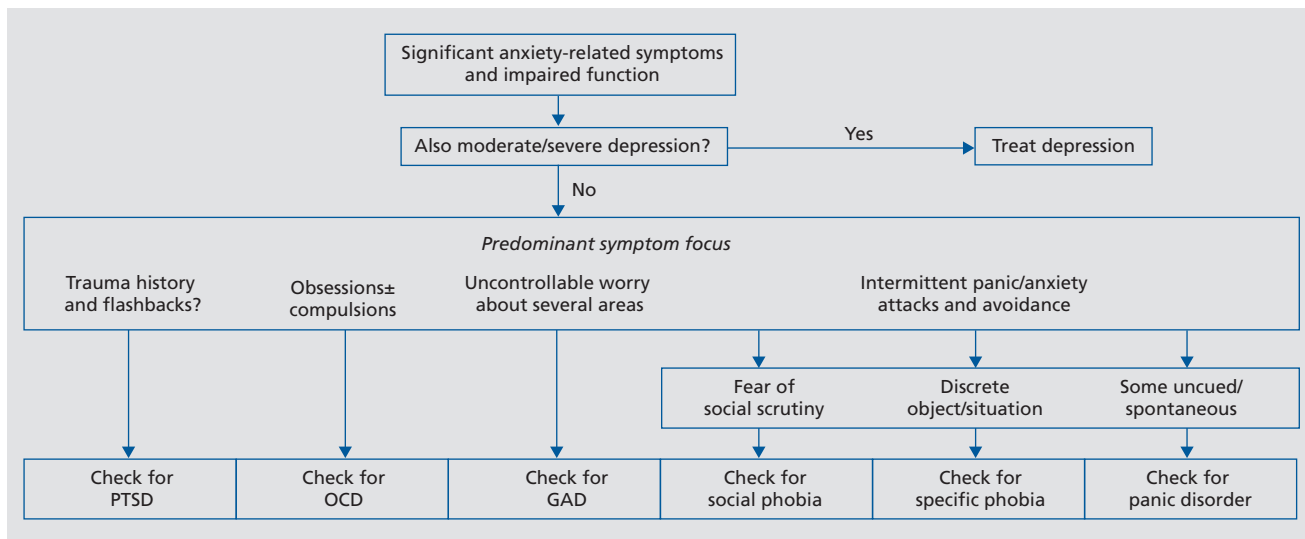 Significant anxiety-related symptoms
and impaired function
Also moderate/severe depression?
Yes
Treat depression
No
Predominant symptom focus
Trauma history
and flashbacks?
Obsessions±
compulsions
Uncontrollable worry
about several areas
Intermittent panic/anxiety
attacks and avoidance
Fear of
social scrutiny
Discrete
object/situation
Some uncued/
spontaneous
Check for
PTSD
Check for
OCD
Check for
GAD
Check for
social phobia
Check for
specific phobia
Check for
panic disorder